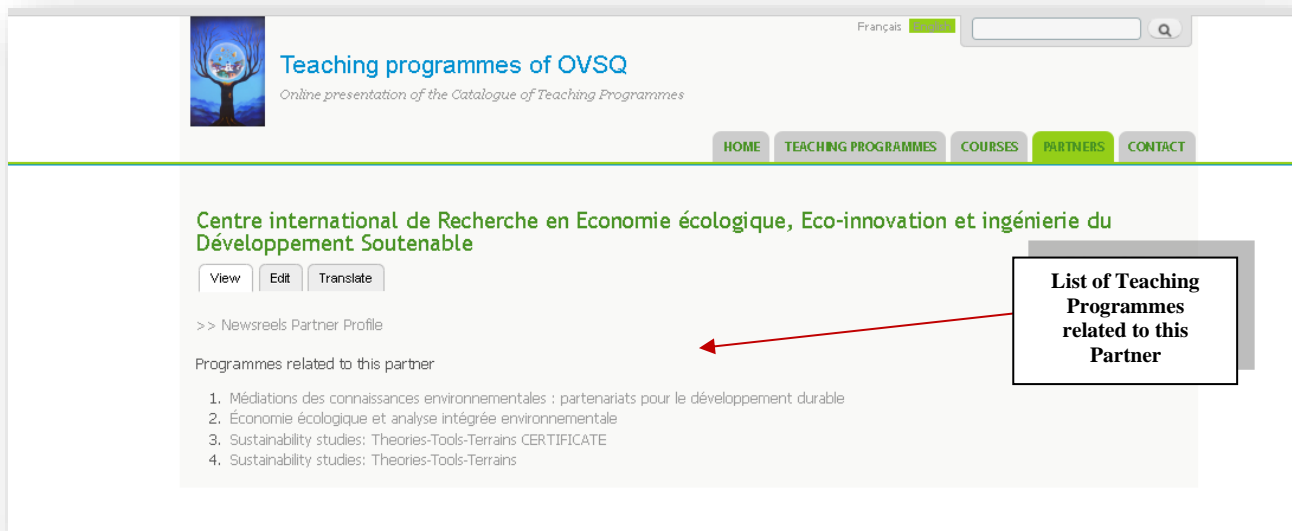 Français English
Teaching programmes of OVSQ
Online presentation of the Catalogue of Teaching Programmes
HOME TEACHING PROGRAMMES COURSES PARTNERS CONTACT
Centre international de Recherche en Economie écologique, Eco-innovation et ingénierie du
Développement Soutenable
View Edit Translate
>> Newsreels Partner Profile
Programmes related to this partner
1. Médiations des connaissances environnementales : partenariats pour le développement durable
2. Économie écologique et analyse intégrée environnementale
3. Sustainability studies: Theories-Tools-Terrains CERTIFICATE
4. Sustainability studies: Theories-Tools-Terrains
List of Teaching
Programmes
related to this
Partner